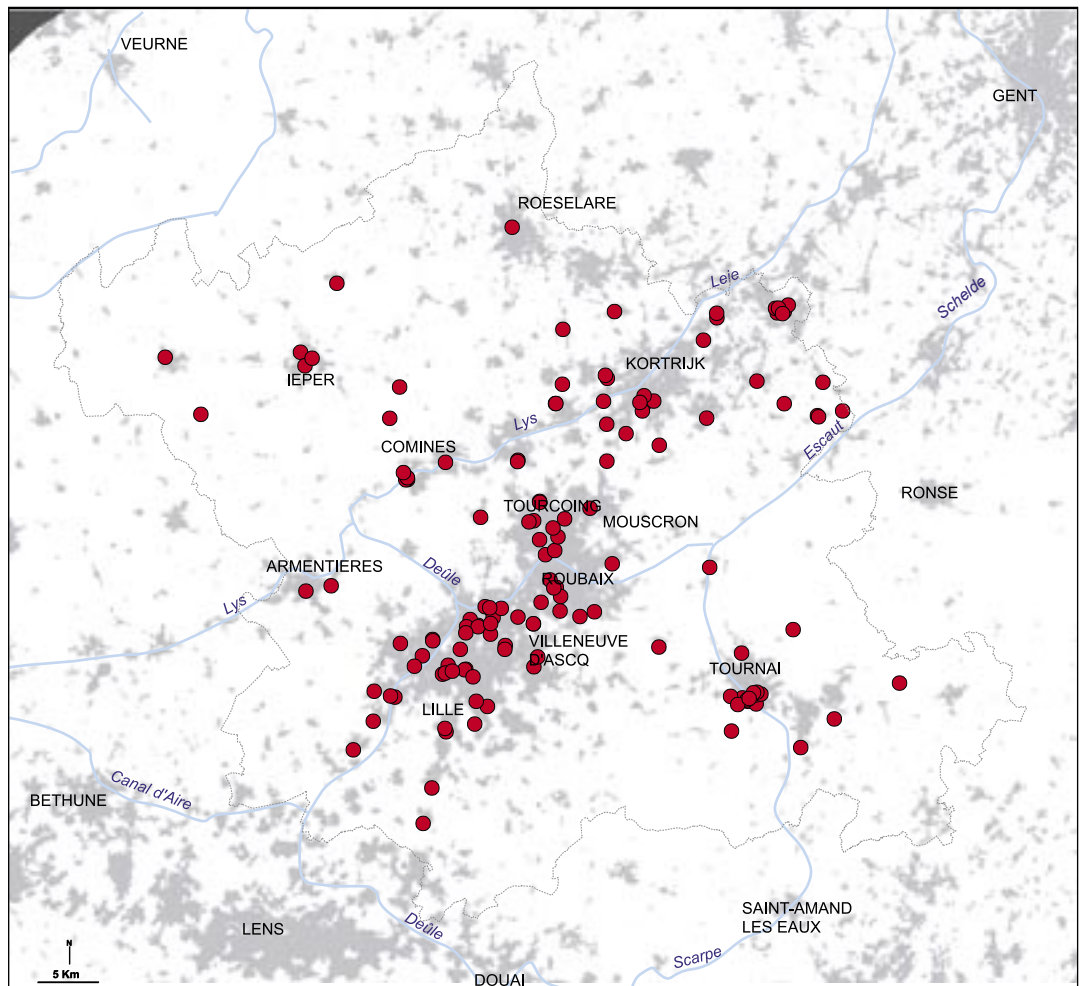 VEURNE
GENT
ROESELARE
Leie
Schelde
KORTRIJK
IEPER
Lys
COMINES
Escaut
RONSE
TOURCOING
MOUSCRON
ARMENTIERES
Deûle
ROUBAIX
Lys
VILLENEUVE
D'ASCQ
TOURNAI
LILLE
Canal d'Aire
BETHUNE
SAINT-AMAND
LES EAUX
LENS
Deûle
Scarpe
N
5 Km
DOUAI